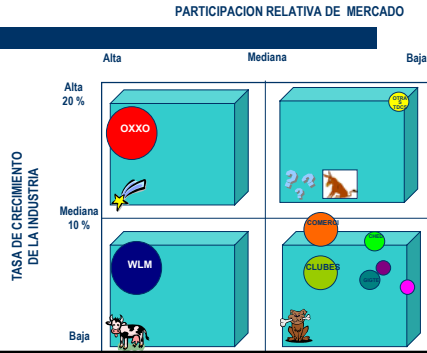 PARTICIPACION RELATIVA DE MERCADO
Alta
Mediana
Baja
TASA DE CRECIMIENTO
DE LA INDUSTRIA
Alta
20 %
OXXO
OTRA
S
Mediana
10 %
COMERCI
WLM
CLUBES
Baja